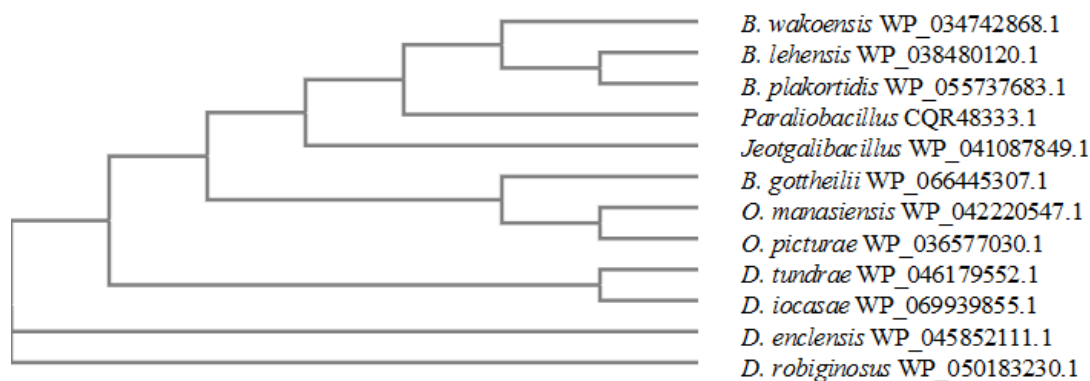 B. wakoensis WP_034742868.1
B. lehensis WP_038480120.1
B. plakortidis WP_055737683.1
Paraliobacillus CQR48333.1
Jeotgalibacillus WP_041087849.1
B. gottheilii WP_066445307.1
O. manasiensis WP_042220547.1
O. picturae WP_036577030.1
D. tundrae WP_046179552.1
D. iocasae WP_069939855.1
D. enclensis WP_045852111.1
D. robiginosus WP_050183230.1